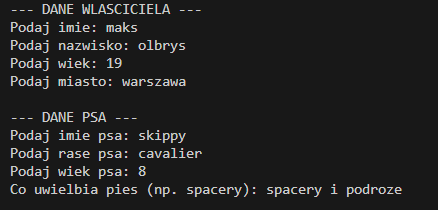 --- DANE WLASCICIELA ---
Podaj imie: maks
Podaj nazwisko: olbrys
Podaj wiek: 19
Podaj miasto: warszawa

--- DANE PSA ---
Podaj imie psa: skippy
Podaj rase psa: cavalier
Podaj wiek psa: 8
Co uwielbia pies (np. spacery): spacery i podroze